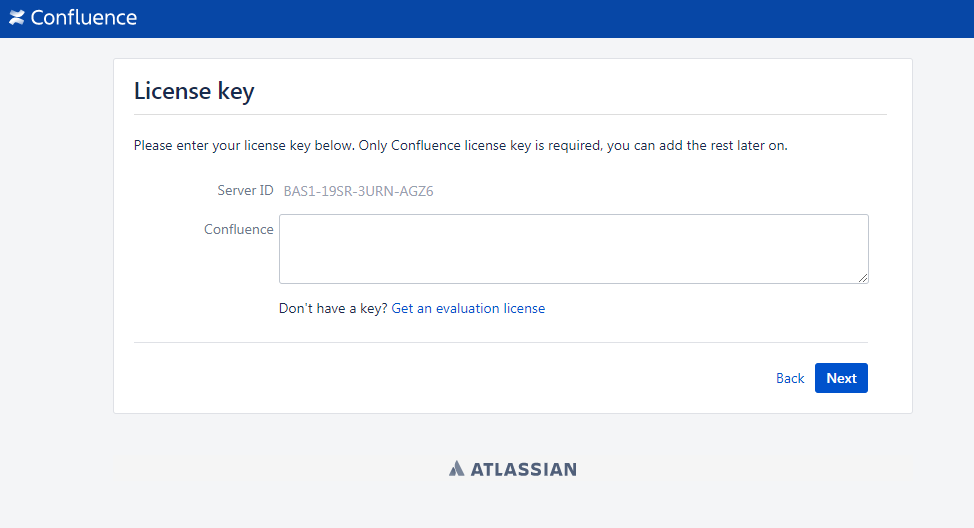 Confluence
License key
Please enter your license key below. Only Confluence license key is required, you can add the rest later on.
Server ID BAS1-19SR-3URN-AGZ6
Confluence
Don't have a key? Get an evaluation license
Back Next
ATLASSIAN